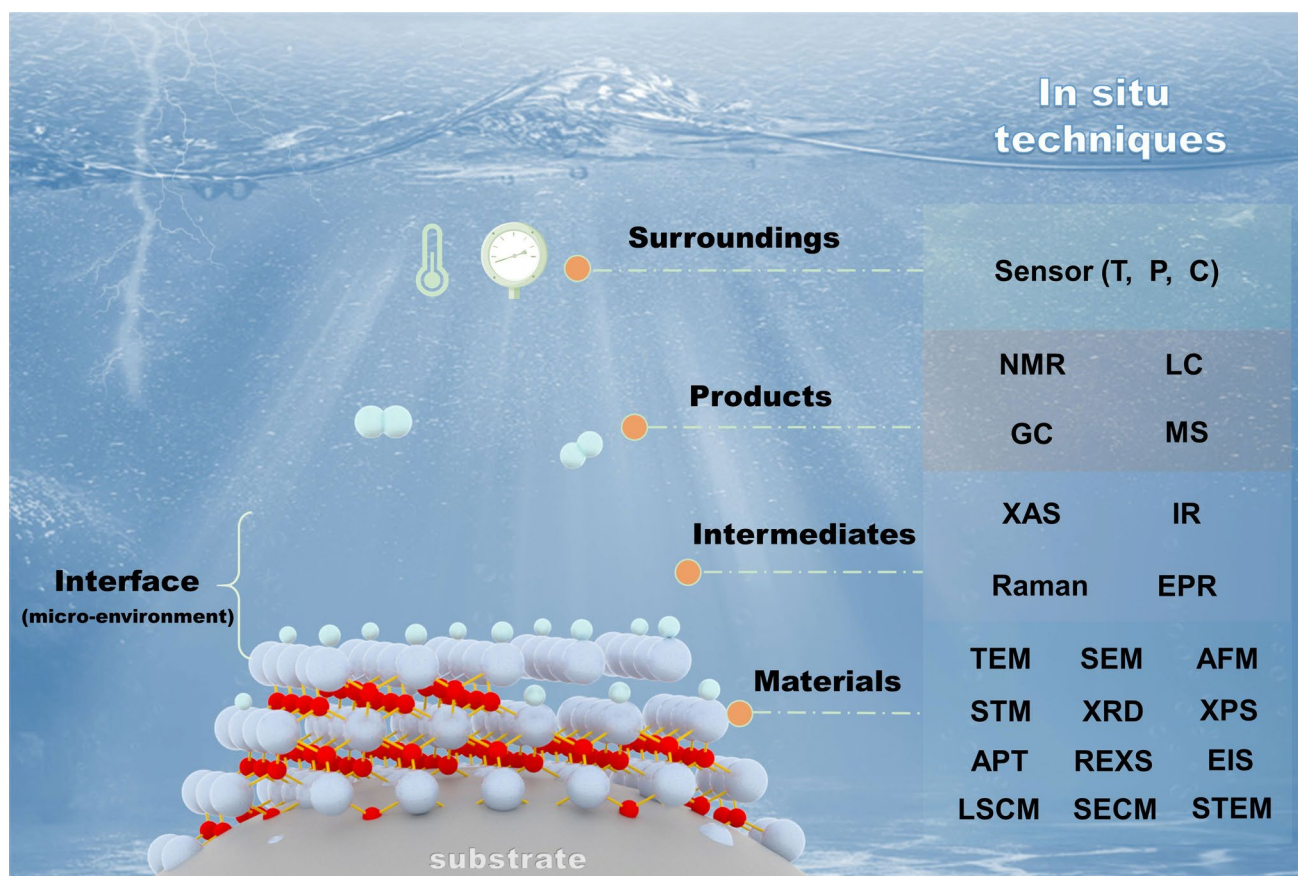 In situ
techniques
Surroundings
Sensor (T, P, C)
Products
NMR LC
GC MS
Intermediates
XAS IR
Raman EPR
Interface
(micro-environment)
Materials
TEM SEM AFM
STM XRD XPS
APT REXS EIS
LSCM SECM STEM
substrate